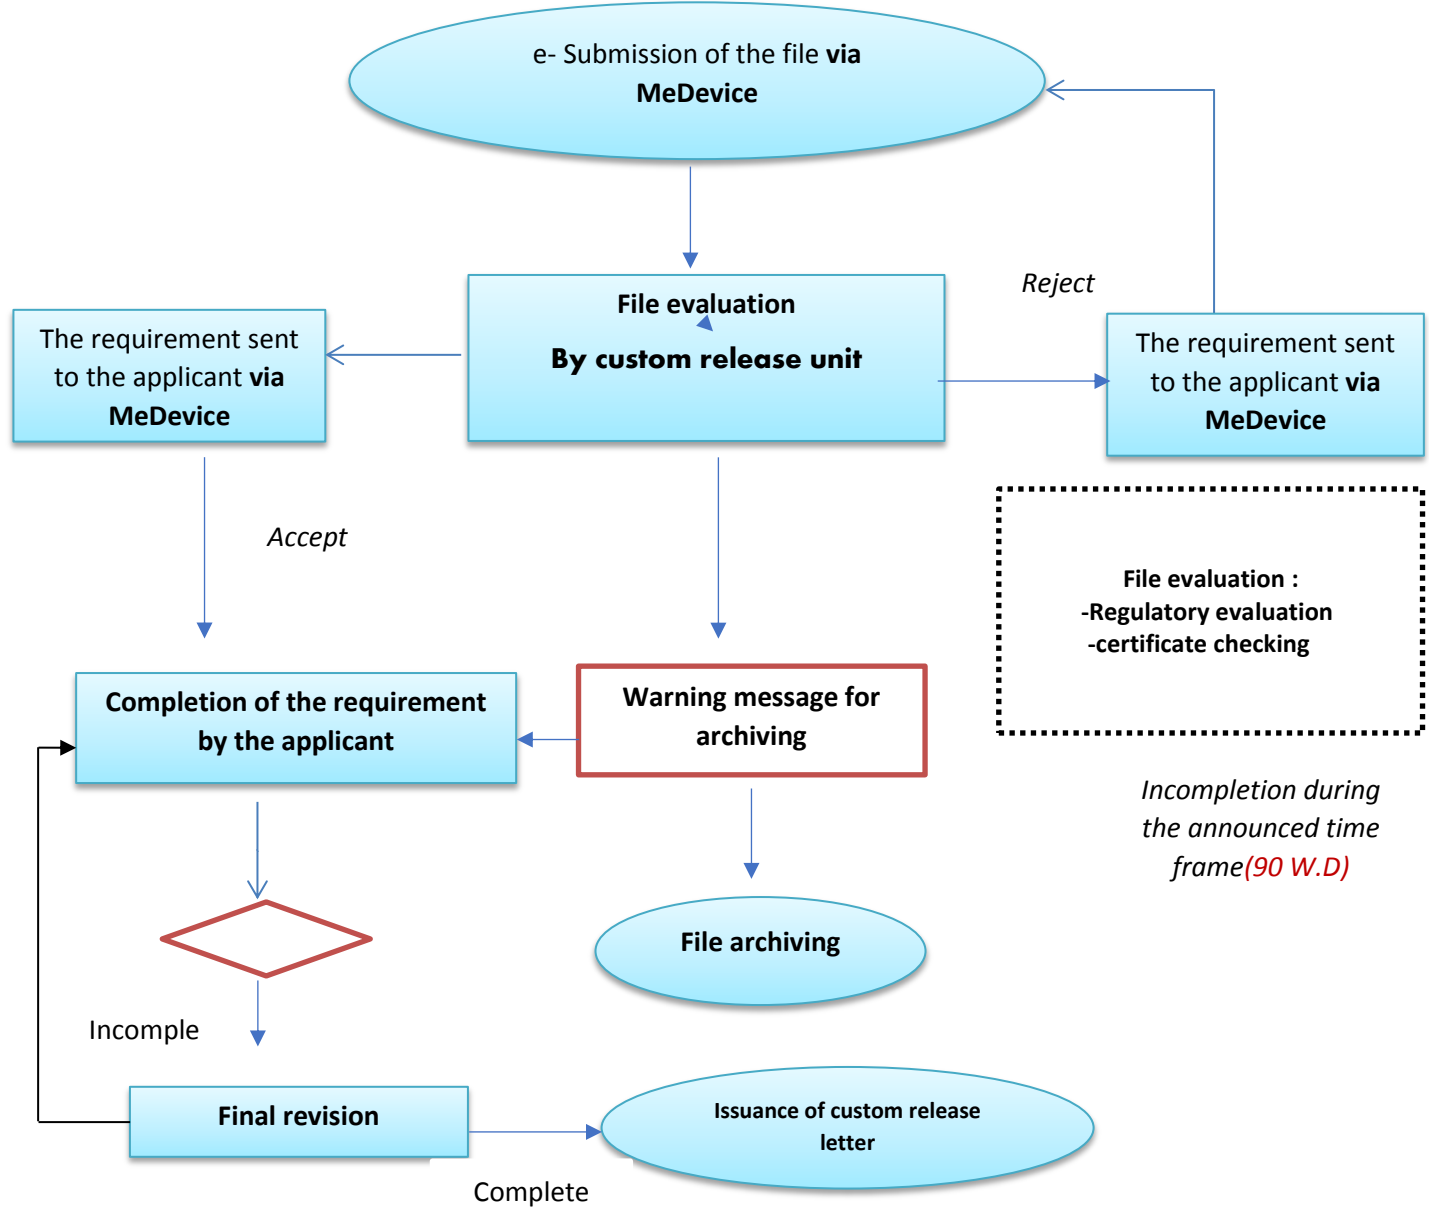 e- Submission of the file via
MeDevice
Reject
File evaluation
By custom release unit
The requirement sent
to the applicant via
MeDevice
The requirement sent
to the applicant via
MeDevice
Accept
File evaluation :
-Regulatory evaluation
-certificate checking
Completion of the requirement
by the applicant
Warning message for
archiving
Incompletion during
the announced time
frame(90 W.D)
File archiving
Incomple
Final revision
Issuance of custom release
letter
Complete